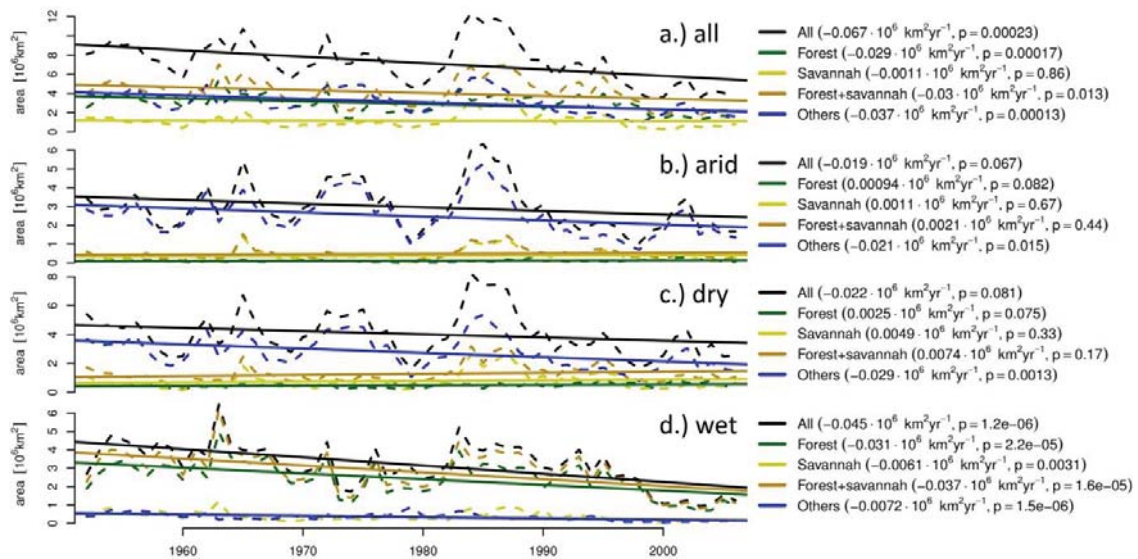 a.) all
area [10⁶km²]
12
10
8
6
4
2
0
All (−0.067 · 10⁶ km²yr⁻¹, p = 0.00023)
Forest (−0.029 · 10⁶ km²yr⁻¹, p = 0.00017)
Savannah (−0.0011 · 10⁶ km²yr⁻¹, p = 0.86)
Forest+savannah (−0.03 · 10⁶ km²yr⁻¹, p = 0.013)
Others (−0.037 · 10⁶ km²yr⁻¹, p = 0.00013)
b.) arid
area [10⁶km²]
6
5
4
3
2
1
0
All (−0.019 · 10⁶ km²yr⁻¹, p = 0.067)
Forest (0.00094 · 10⁶ km²yr⁻¹, p = 0.082)
Savannah (0.0011 · 10⁶ km²yr⁻¹, p = 0.67)
Forest+savannah (0.0021 · 10⁶ km²yr⁻¹, p = 0.44)
Others (−0.021 · 10⁶ km²yr⁻¹, p = 0.015)
c.) dry
area [10⁶km²]
8
6
4
2
0
All (−0.022 · 10⁶ km²yr⁻¹, p = 0.081)
Forest (0.0025 · 10⁶ km²yr⁻¹, p = 0.075)
Savannah (0.0049 · 10⁶ km²yr⁻¹, p = 0.33)
Forest+savannah (0.0074 · 10⁶ km²yr⁻¹, p = 0.17)
Others (−0.029 · 10⁶ km²yr⁻¹, p = 0.0013)
d.) wet
area [10⁶km²]
6
5
4
3
2
1
0
All (−0.045 · 10⁶ km²yr⁻¹, p = 1.2e−06)
Forest (−0.031 · 10⁶ km²yr⁻¹, p = 2.2e−05)
Savannah (−0.0061 · 10⁶ km²yr⁻¹, p = 0.0031)
Forest+savannah (−0.037 · 10⁶ km²yr⁻¹, p = 1.6e−05)
Others (−0.0072 · 10⁶ km²yr⁻¹, p = 1.5e−06)
1960 1970 1980 1990 2000